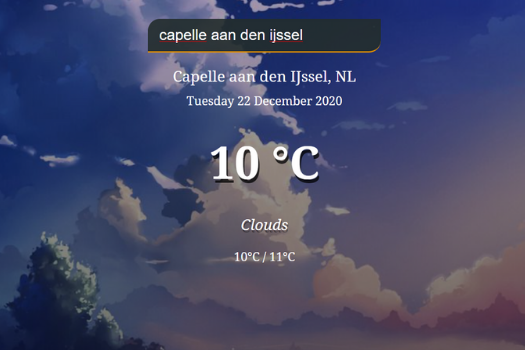 capelle aan den ijssel
Capelle aan den IJssel, NL
Tuesday 22 December 2020
10 °C
Clouds
10°C / 11°C